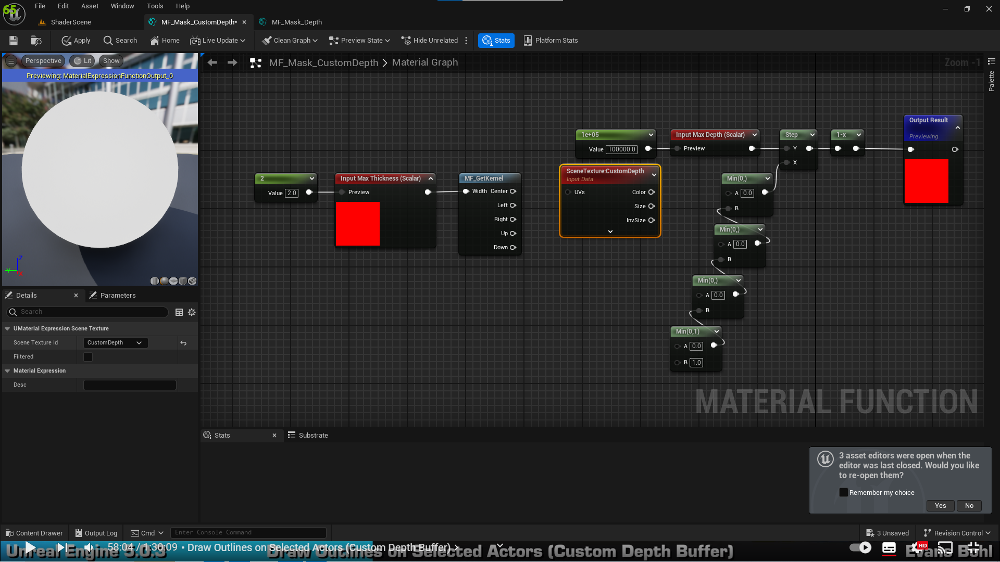 65
File Edit Asset Window Tools Help
ShaderScene
MF_Mask_CustomDepth*
MF_Mask_Depth
Apply Search Home Live Update Clean Graph Preview State Hide Unrelated Stats Platform Stats
Perspective Lit Show
Previewing: MaterialExpressionFunctionOutput_0
Z
Y
X
MF_Mask_CustomDepth > Material Graph
Zoom -1
Palette
2
Value 2.0
Input Max Thickness (Scalar)
Preview
MF_GetKernel
Width Center
Left
Right
Up
Down
1e+05
Value 100000.0
Input Max Depth (Scalar)
Preview
Step
Y
X
1-x
Output Result
Previewing
SceneTexture:CustomDepth
Input Data
UVs Color
Size
InvSize
Min(0,)
A 0.0
B
Min(0,)
A 0.0
B
Min(0,)
A 0.0
B
Min(0,1)
A 0.0
B 1.0
MATERIAL FUNCTION
Details
Parameters
Search
UMaterial Expression Scene Texture
Scene Texture Id CustomDepth
Filtered
Material Expression
Desc
Stats
Substrate
3 asset editors were open when the
editor was last closed. Would you like
to re-open them?
Remember my choice
Yes No
Content Drawer Output Log Cmd Enter Console Command
3 Unsaved Revision Control
58:04 / 1:30:09 • Draw Outlines on Selected Actors (Custom Depth Buffer) >
HD
Unreal Engine 5.0.3
Draw Outlines on Selected Actors (Custom Depth Buffer)